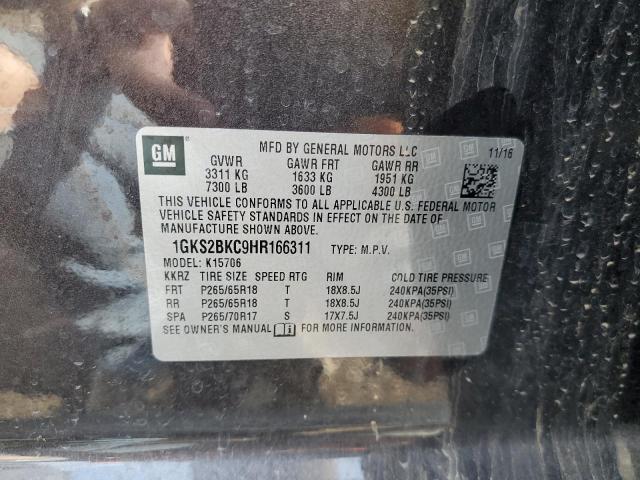 GM
MFD BY GENERAL MOTORS LLC 11/16
GVWR GAWR FRT GAWR RR
3311 KG 1633 KG 1951 KG
7300 LB 3600 LB 4300 LB
THIS VEHICLE CONFORMS TO ALL APPLICABLE U.S. FEDERAL MOTOR
VEHICLE SAFETY STANDARDS IN EFFECT ON THE DATE OF
MANUFACTURE SHOWN ABOVE.
1GKS2BKC9HR166311 TYPE: M.P.V.
MODEL: K15706
KKRZ TIRE SIZE SPEED RTG RIM COLD TIRE PRESSURE
FRT P265/65R18 T 18X8.5J 240KPA(35PSI)
RR P265/65R18 T 18X8.5J 240KPA(35PSI)
SPA P265/70R17 S 17X7.5J 240KPA(35PSI)
SEE OWNER'S MANUAL FOR MORE INFORMATION.